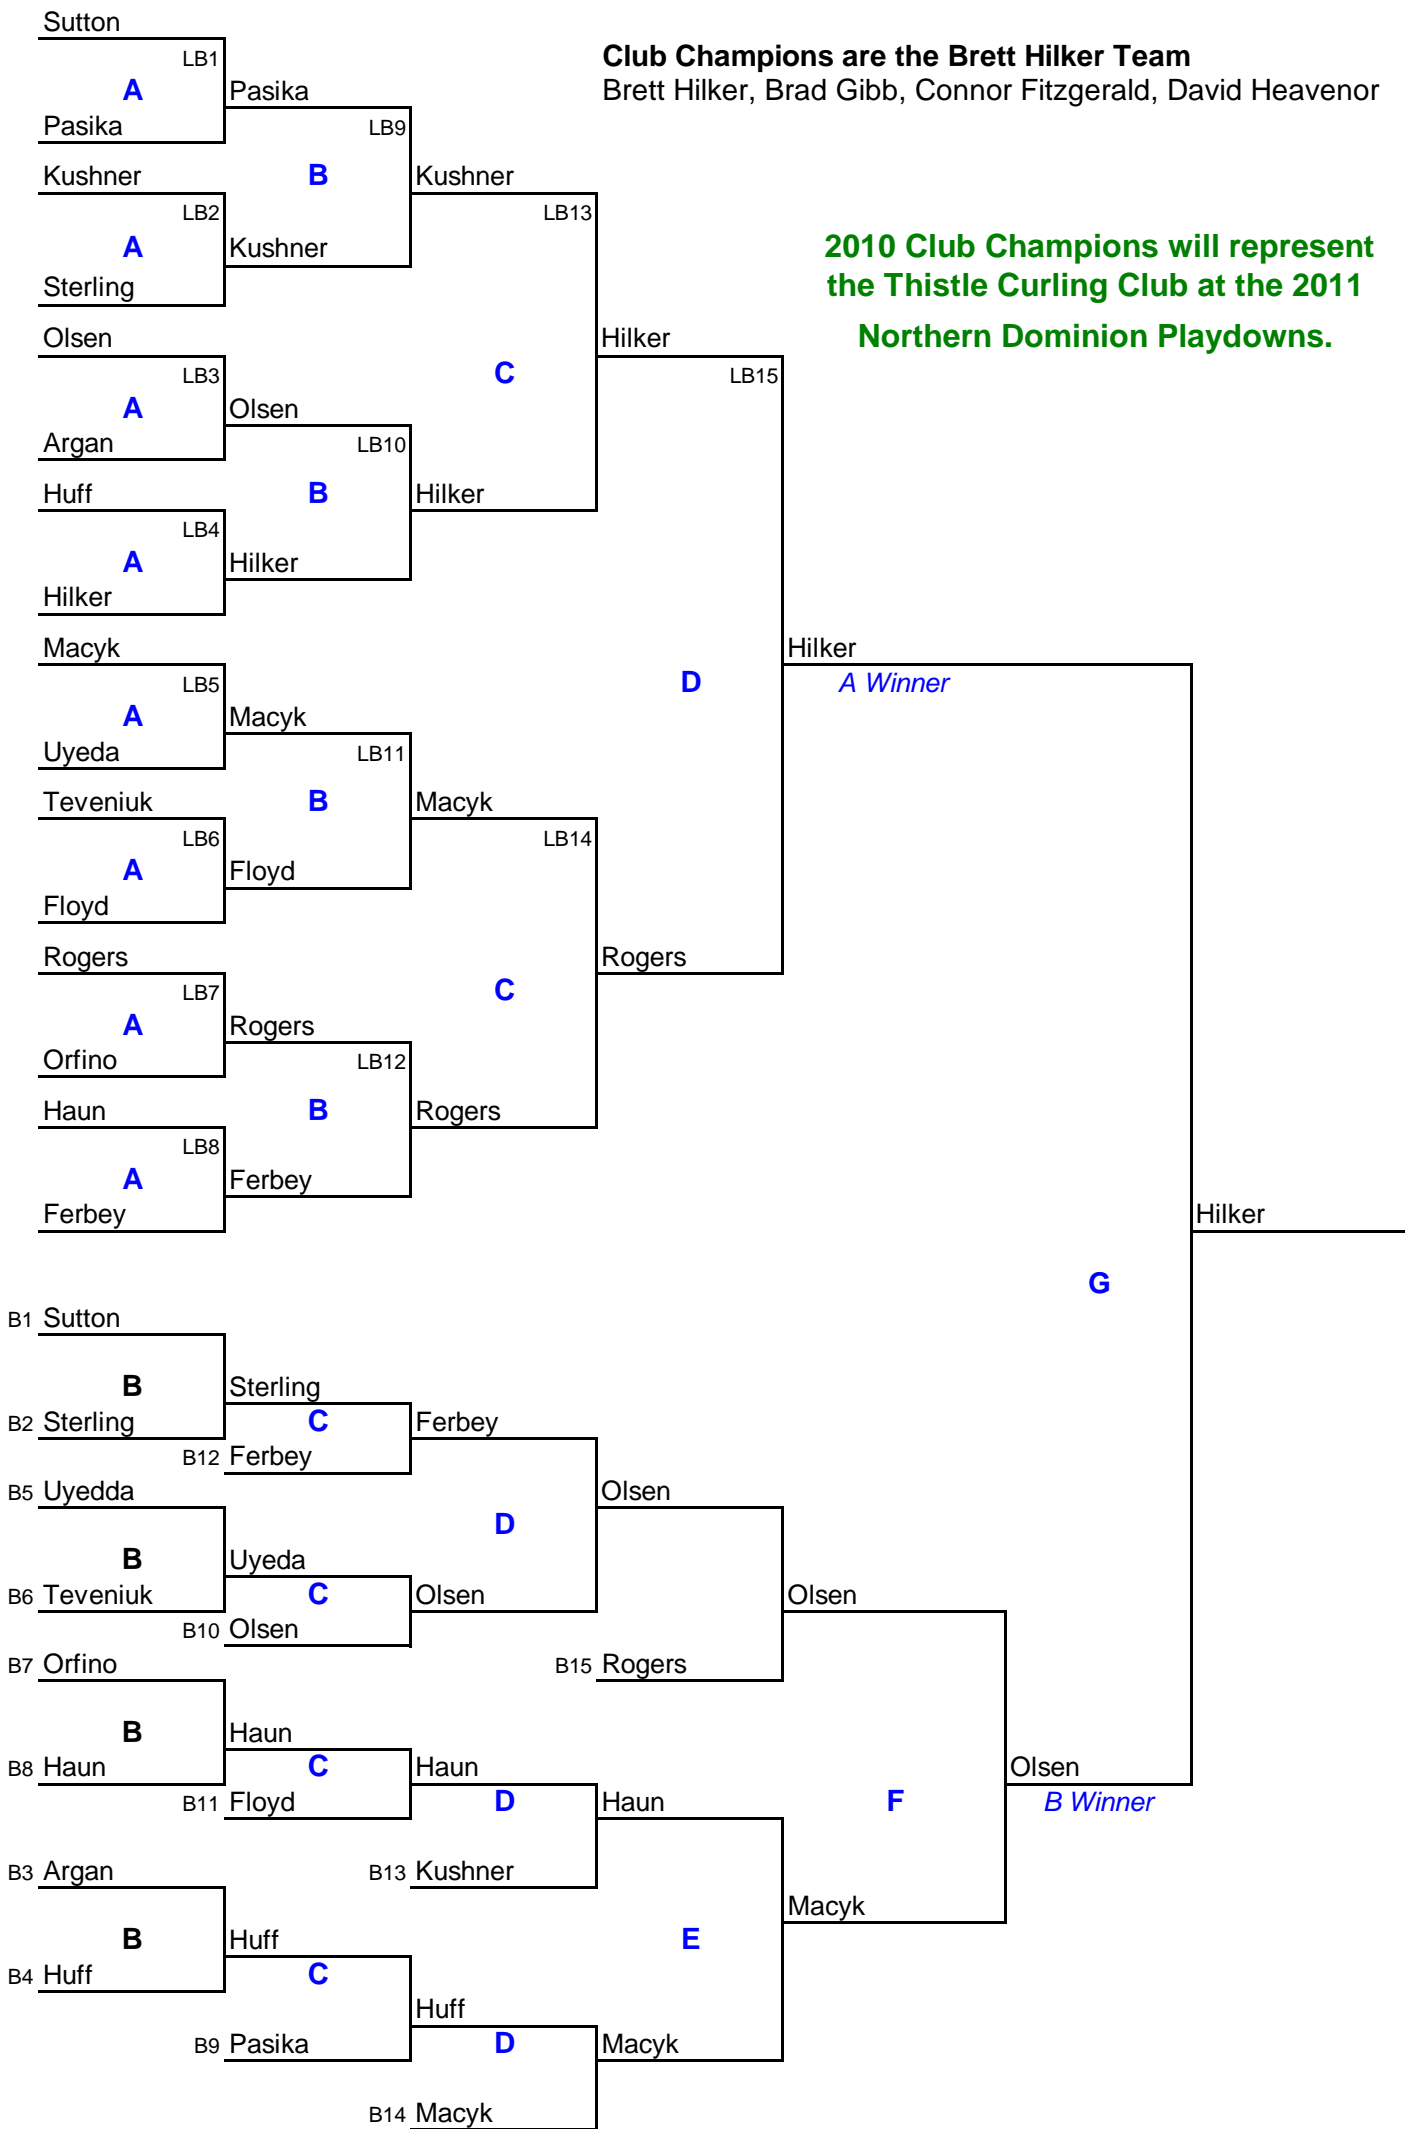 Sutton
LB1
Club Champions are the Brett Hilker Team
A
Pasika
Brett Hilker, Brad Gibb, Connor Fitzgerald, David Heavenor
Pasika
LB9
Kushner
B
Kushner
LB2
LB13
A
Kushner
2010 Club Champions will represent
Sterling
the Thistle Curling Club at the 2011
Olsen
Hilker
Northern Dominion Playdowns.
LB3
C
LB15
A
Olsen
Argan
LB10
Huff
B
Hilker
LB4
A
Hilker
Hilker
Macyk
Hilker
LB5
D
A Winner
A
Macyk
Uyeda
LB11
Teveniuk
B
Macyk
LB6
LB14
A
Floyd
Floyd
Rogers
Rogers
LB7
C
A
Rogers
Orfino
LB12
Haun
B
Rogers
LB8
A
Ferbey
Ferbey
Hilker
G
B1 Sutton
B
Sterling
B2 Sterling
C
Ferbey
B12 Ferbey
B5 Uyedda
Olsen
D
B
Uyeda
B6 Teveniuk
C
Olsen
Olsen
B10 Olsen
B7 Orfino
B15 Rogers
B
Haun
B8 Haun
C
Haun
Olsen
B11 Floyd
D
Haun
F
B Winner
B3 Argan
B13 Kushner
Macyk
B
Huff
E
B4 Huff
C
Huff
B9 Pasika
D
Macyk
B14 Macyk